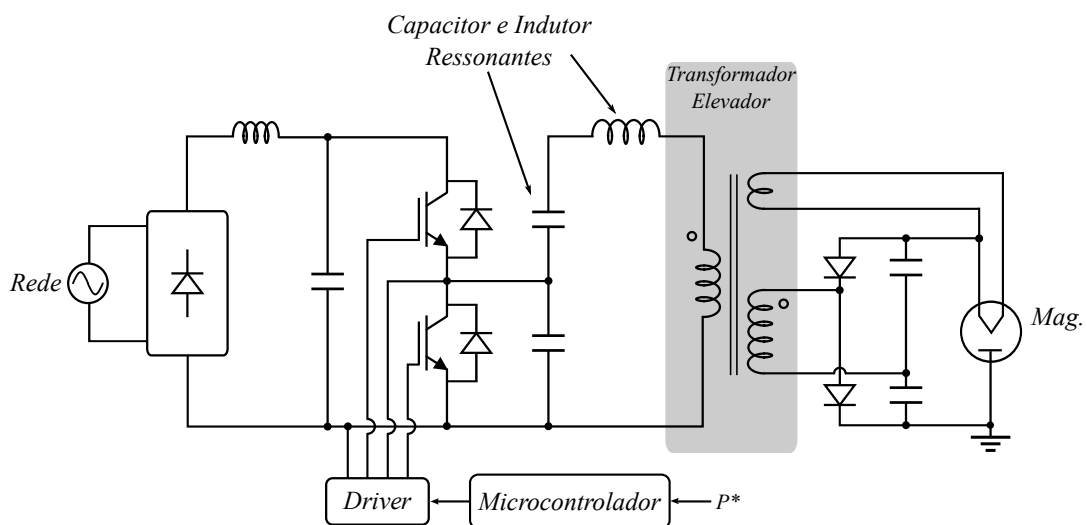 Capacitor e Indutor
Ressonantes
Transformador
Elevador
Rede
Mag.
Driver
Microcontrolador
P*